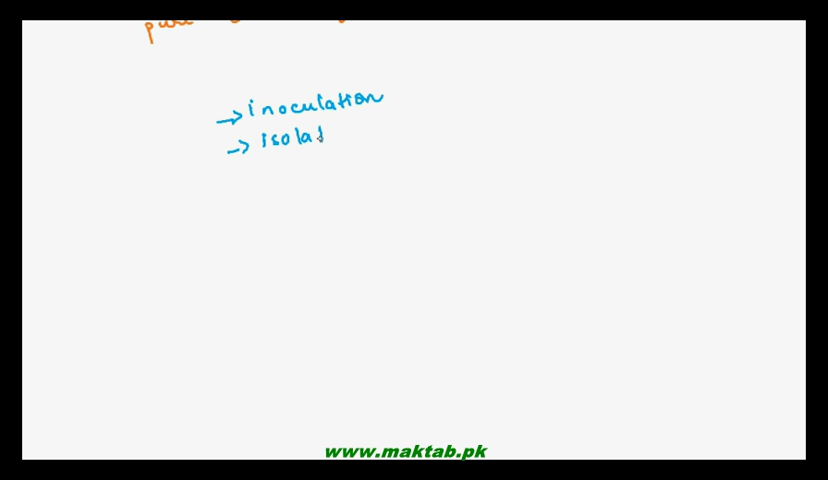 → inoculation
→ isolat
www.maktab.pk